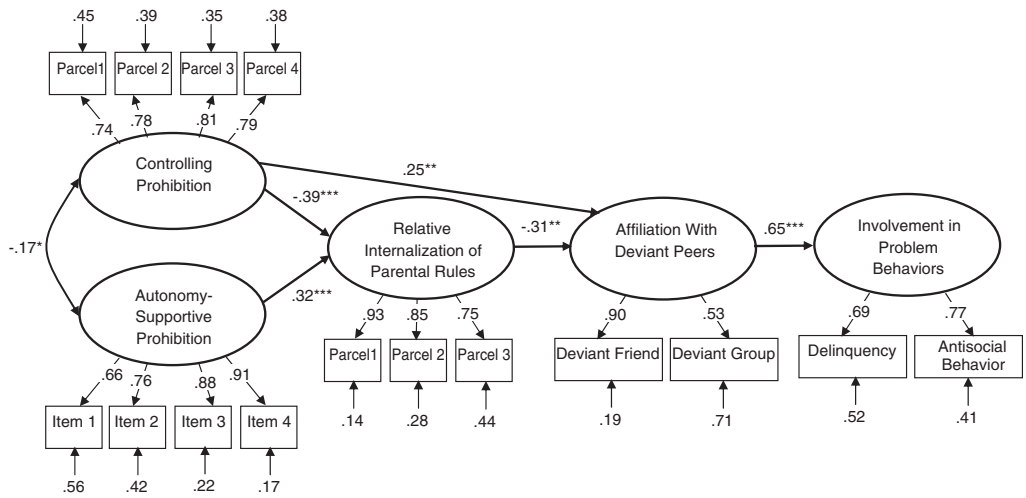 .45 .39 .35 .38
Parcel1 Parcel 2 Parcel 3 Parcel 4
.74 .78 .81 .79
Controlling
Prohibition
.25**
-.39***
-.17*
Relative
Internalization of
Parental Rules
-.31**
Affiliation With
Deviant Peers
.65***
Involvement in
Problem
Behaviors
Autonomy-
Supportive
Prohibition
.32***
.93 .85 .75
.90 .53
.69 .77
Parcel1 Parcel 2 Parcel 3
Deviant Friend Deviant Group
Delinquency
Antisocial
Behavior
.14 .28 .44
.19 .71
.52 .41
.66 .76 .88 .91
Item 1 Item 2 Item 3 Item 4
.56 .42 .22 .17